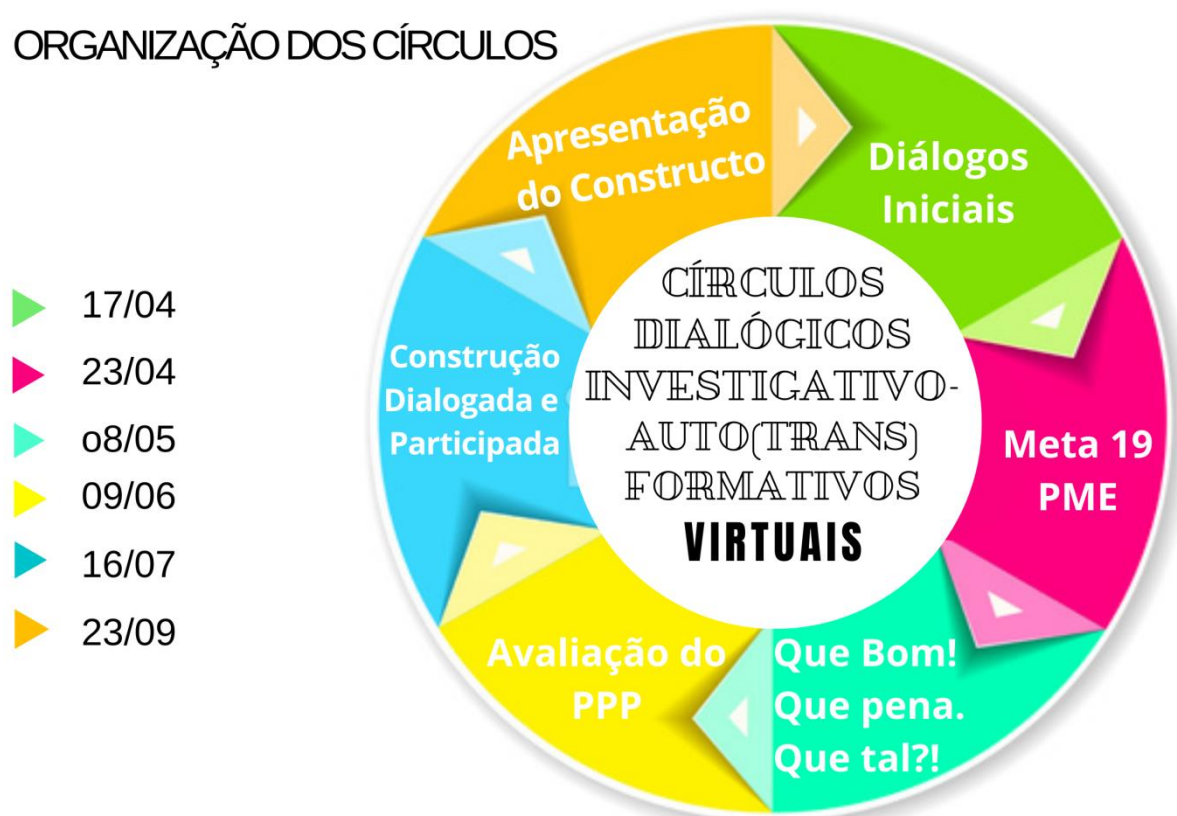 ORGANIZAÇÃO DOS CÍRCULOS
17/04
23/04
o8/05
09/06
16/07
23/09
Apresentação
do Constructo
Diálogos
Iniciais
Meta 19
PME
Que Bom!
Que pena.
Que tal?!
Avaliação do
PPP
Construção
Dialogada e
Participada
CÍRCULOS
DIALÓGICOS
INVESTIGATIVO-
AUTO(TRANS)
FORMATIVOS
VIRTUAIS